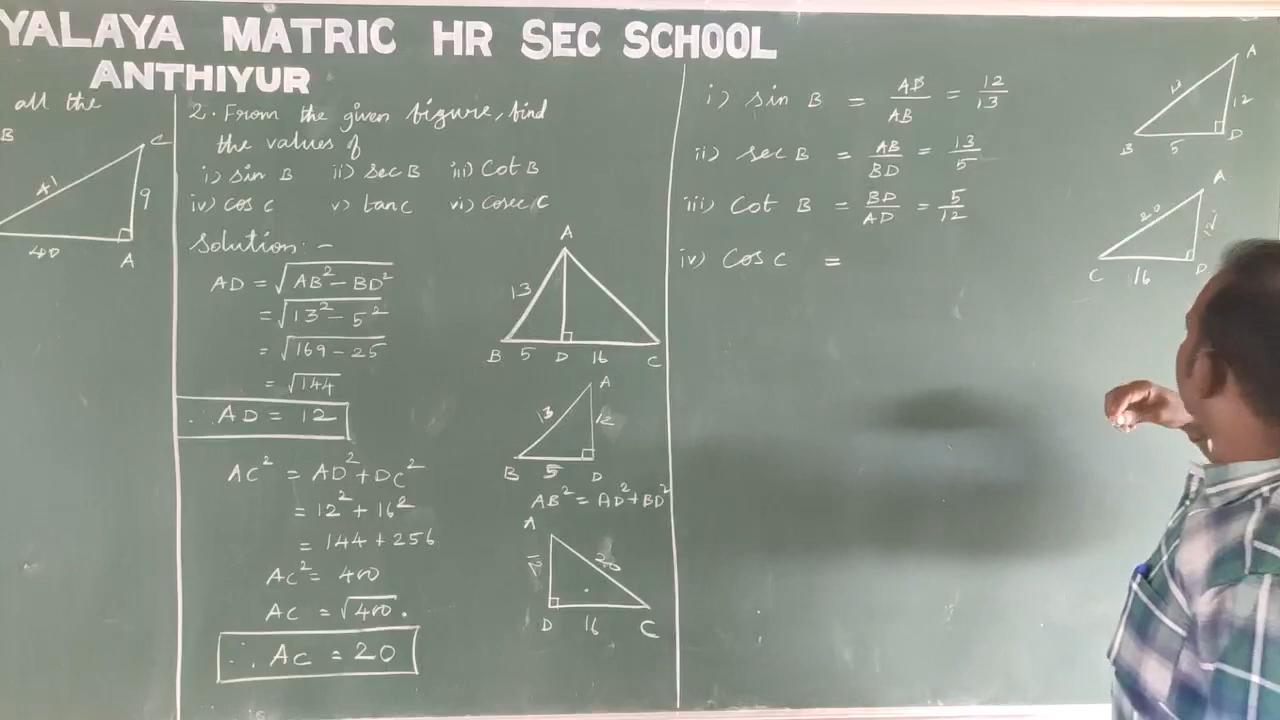 YALAYA MATRIC HR SEC SCHOOL
ANTHIYUR
all the
B
C
41
9
40
A
2. From the given figure, find
the values of
i) sin B ii) sec B iii) Cot B
iv) cos C v) tan C vi) Cosec C
Solution: -
AD = √AB² - BD²
= √13² - 5²
= √169 - 25
= √144
∴ AD = 12
AC² = AD² + DC²
= 12² + 16²
= 144 + 256
AC² = 400
AC = √400.
∴ AC = 20
A
13
B 5 D 16 C
A
13 12
B 5 D
AB² = AD² + BD²
A
12 20
D 16 C
i) sin B = AD/AB = 12/13
ii) sec B = AB/BD = 13/5
iii) Cot B = BD/AD = 5/12
iv) Cos C =
A
13 12
B 5 D
A
20 12
C 16 D